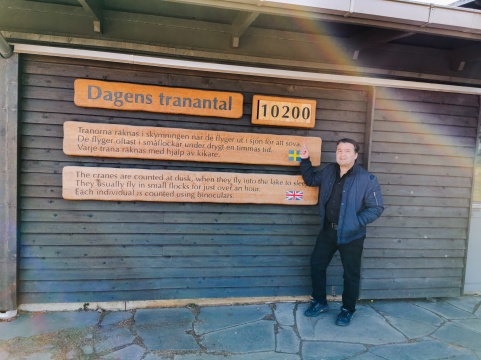 Dagens tranantal
10200
Tranorna räknas i skymningen när de flyger ut i sjön för att sova.
De flyger oftast i småflockar under drygt en timmas tid.
Varje trana räknas med hjälp av kikare.
The cranes are counted at dusk, when they fly into the lake to sleep.
They usually fly in small flocks for just over an hour.
Each individual is counted using binoculars.